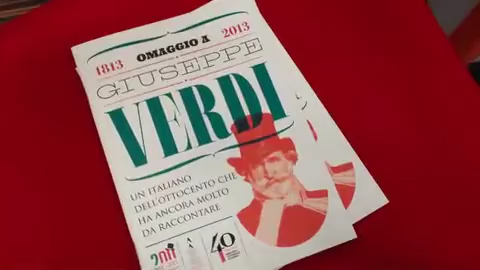 1813 OMAGGIO A 2013
GIUSEPPE
VERDI
UN ITALIANO
DELL'OTTOCENTO CHE
HA ANCORA MOLTO
DA RACCONTARE
40